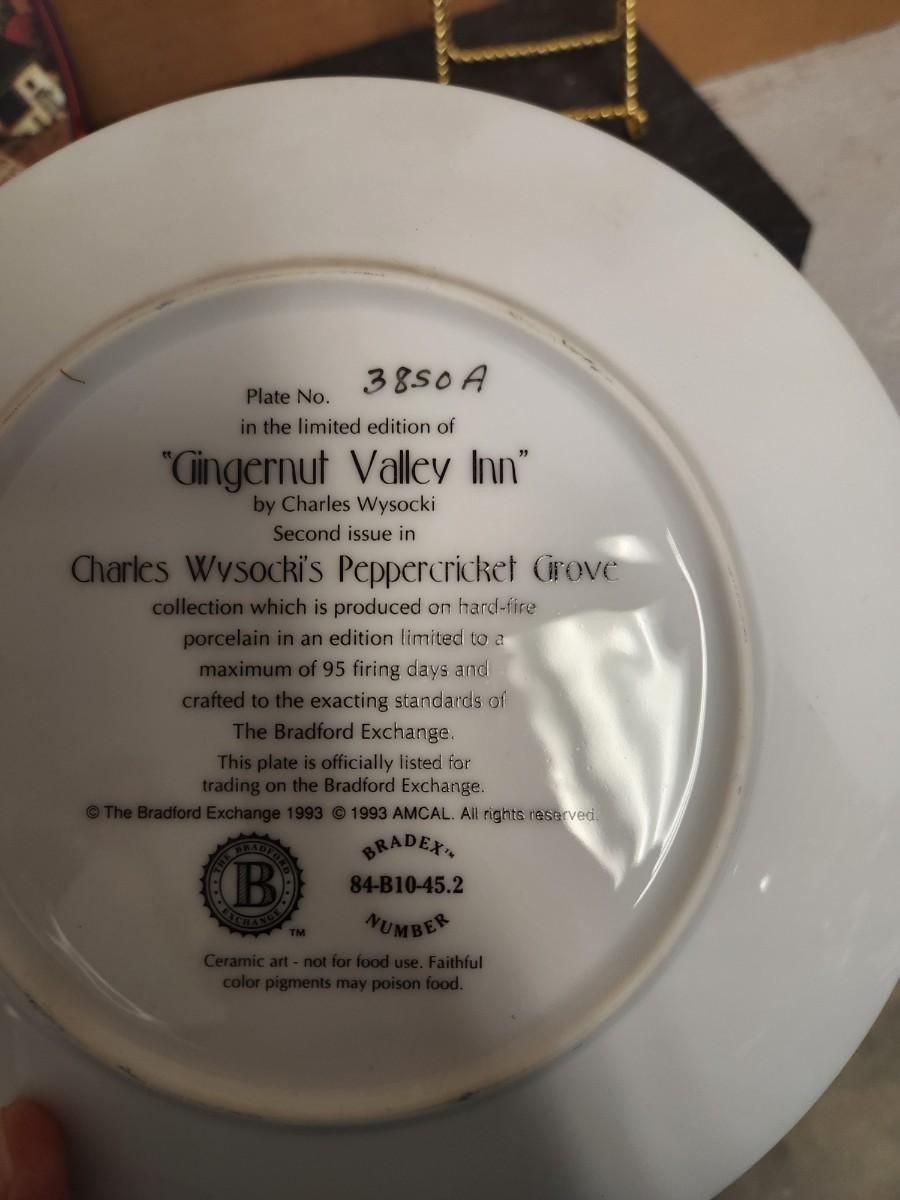 Plate No. 3850A
in the limited edition of
"Gingernut Valley Inn"
by Charles Wysocki
Second issue in
Charles Wysocki's Peppercricket Grove
collection which is produced on hard-fire
porcelain in an edition limited to a
maximum of 95 firing days and
crafted to the exacting standards of
The Bradford Exchange.
This plate is officially listed for
trading on the Bradford Exchange.
© The Bradford Exchange 1993 © 1993 AMCAL. All rights reserved.
THE BRADFORD
B
EXCHANGE
TM
BRADEX™
84-B10-45.2
NUMBER
Ceramic art - not for food use. Faithful
color pigments may poison food.